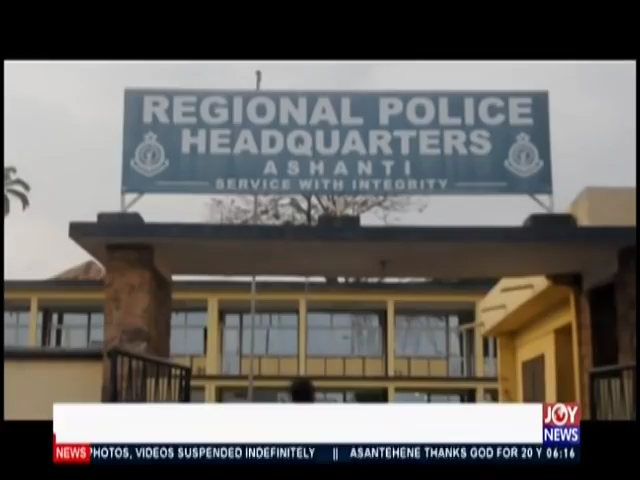 REGIONAL POLICE
HEADQUARTERS
ASHANTI
SERVICE WITH INTEGRITY
JOY
NEWS
NEWS PHOTOS, VIDEOS SUSPENDED INDEFINITELY || ASANTEHENE THANKS GOD FOR 20 Y 06:16